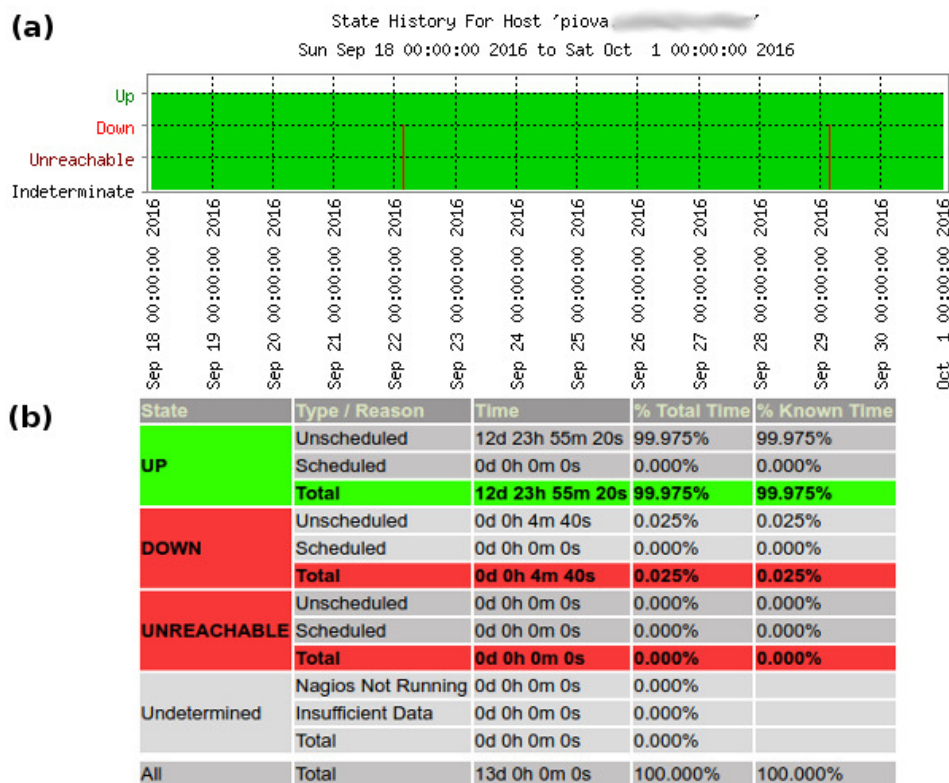 (a)
State History For Host 'piova
Sun Sep 18 00:00:00 2016 to Sat Oct 1 00:00:00 2016
Up
Down
Unreachable
Indeterminate
Sep 18 00:00:00 2016
Sep 19 00:00:00 2016
Sep 20 00:00:00 2016
Sep 21 00:00:00 2016
Sep 22 00:00:00 2016
Sep 23 00:00:00 2016
Sep 24 00:00:00 2016
Sep 25 00:00:00 2016
Sep 26 00:00:00 2016
Sep 27 00:00:00 2016
Sep 28 00:00:00 2016
Sep 29 00:00:00 2016
Sep 30 00:00:00 2016
Oct 1 00:00:00 2016
(b)
State Type / Reason Time % Total Time % Known Time
UP Unscheduled 12d 23h 55m 20s 99.975% 99.975%
Scheduled 0d 0h 0m 0s 0.000% 0.000%
Total 12d 23h 55m 20s 99.975% 99.975%
DOWN Unscheduled 0d 0h 4m 40s 0.025% 0.025%
Scheduled 0d 0h 0m 0s 0.000% 0.000%
Total 0d 0h 4m 40s 0.025% 0.025%
UNREACHABLE Unscheduled 0d 0h 0m 0s 0.000% 0.000%
Scheduled 0d 0h 0m 0s 0.000% 0.000%
Total 0d 0h 0m 0s 0.000% 0.000%
Undetermined Nagios Not Running 0d 0h 0m 0s 0.000%
Insufficient Data 0d 0h 0m 0s 0.000%
Total 0d 0h 0m 0s 0.000%
All Total 13d 0h 0m 0s 100.000% 100.000%